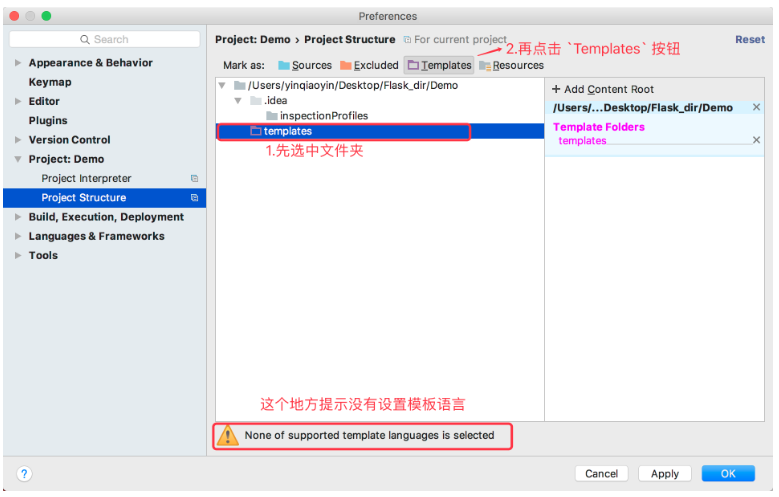 Preferences
Search
Project: Demo › Project Structure For current project
Reset
2.再点击 `Templates` 按钮
Mark as: Sources Excluded Templates Resources
Appearance & Behavior
Keymap
Editor
Plugins
Version Control
Project: Demo
Project Interpreter
Project Structure
Build, Execution, Deployment
Languages & Frameworks
Tools
/Users/yinqiaoyin/Desktop/Flask_dir/Demo
.idea
inspectionProfiles
templates
1.先选中文件夹
+ Add Content Root
/Users/...Desktop/Flask_dir/Demo
Template Folders
templates
这个地方提示没有设置模板语言
None of supported template languages is selected
?
Cancel
Apply
OK